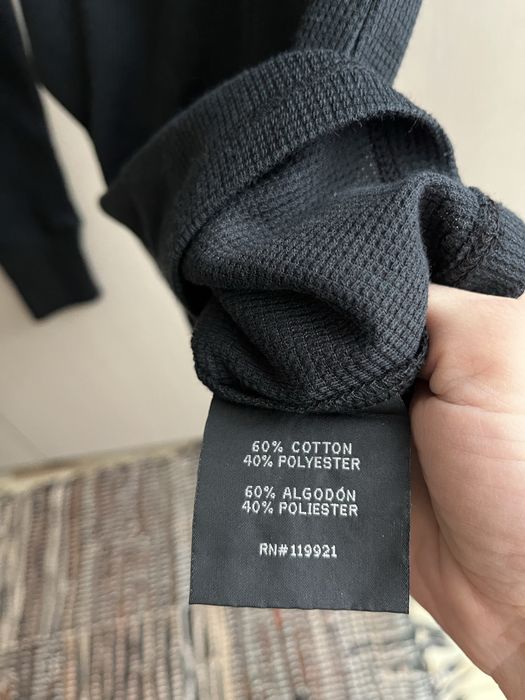 60% COTTON
40% POLYESTER
60% ALGODÓN
40% POLIESTER
RN#119921